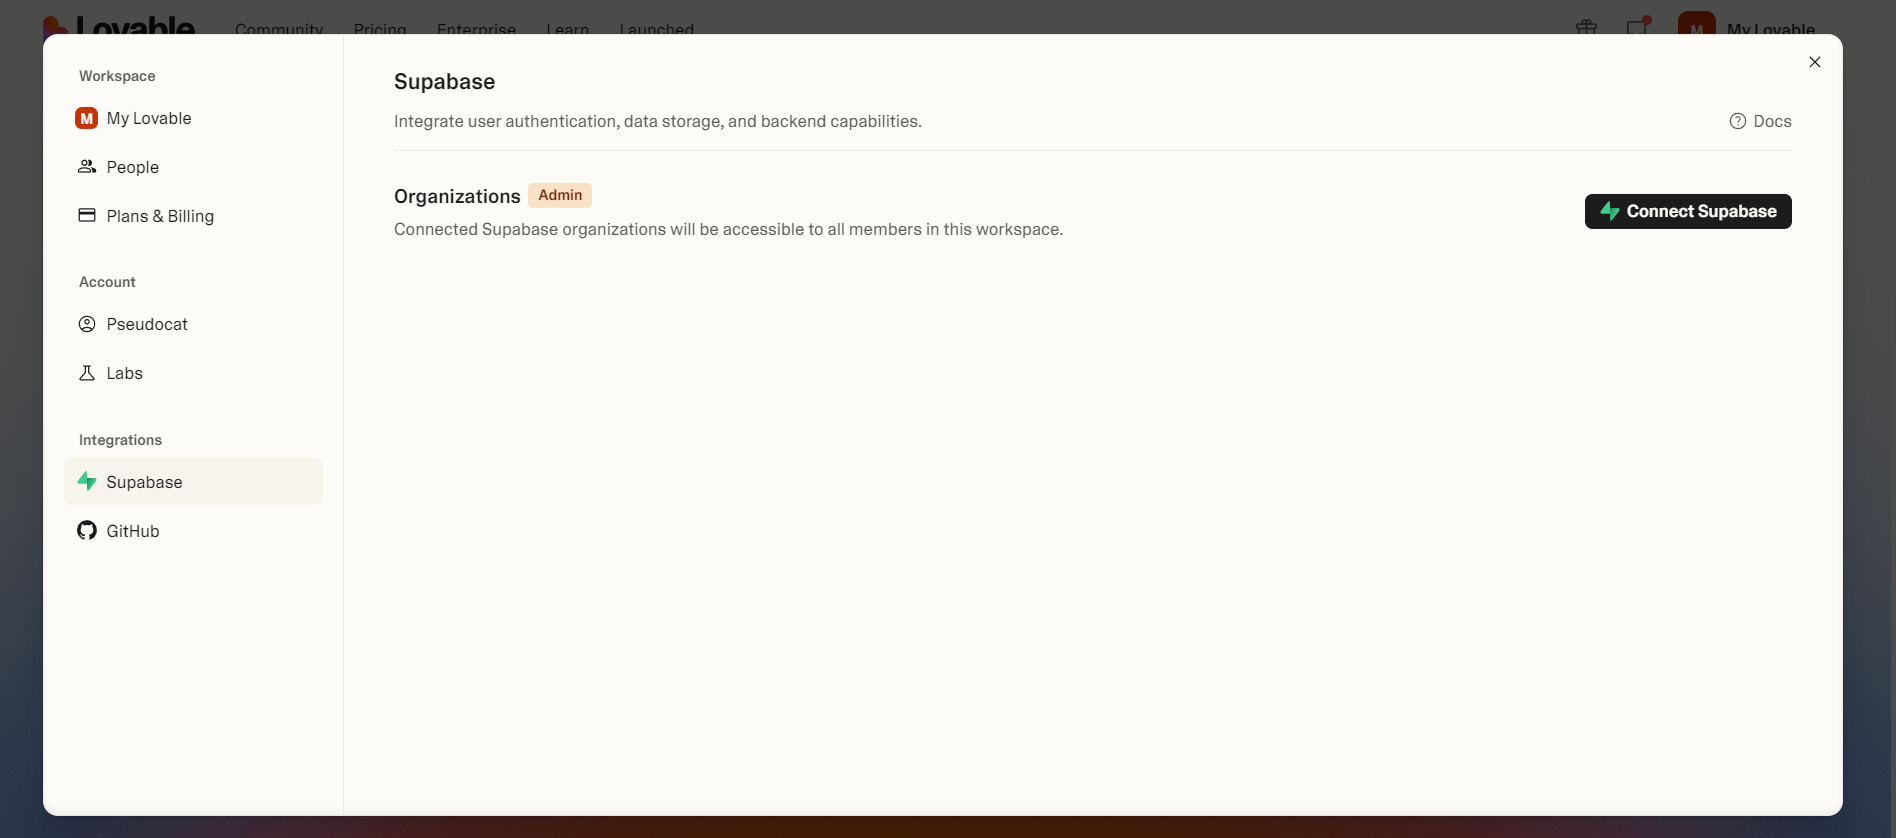 Lovable Community Pricing Enterprise Learn Launched M My Lovable
Workspace
M My Lovable
People
Plans & Billing
Account
Pseudocat
Labs
Integrations
Supabase
GitHub
Supabase
Integrate user authentication, data storage, and backend capabilities.
Docs
Organizations Admin
Connected Supabase organizations will be accessible to all members in this workspace.
Connect Supabase